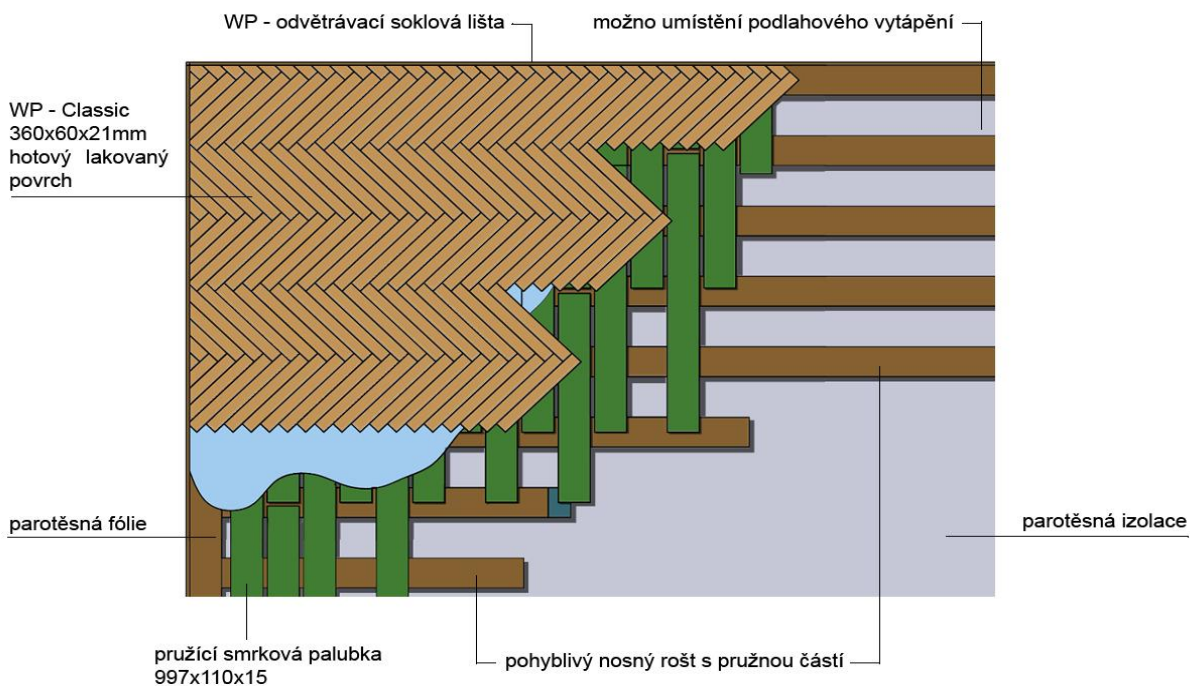 WP - odvětrávací soklová lišta
možno umístění podlahového vytápění
WP - Classic
360x60x21mm
hotový lakovaný
povrch
parotěsná fólie
parotěsná izolace
pružící smrková palubka
997x110x15
pohyblivý nosný rošt s pružnou částí